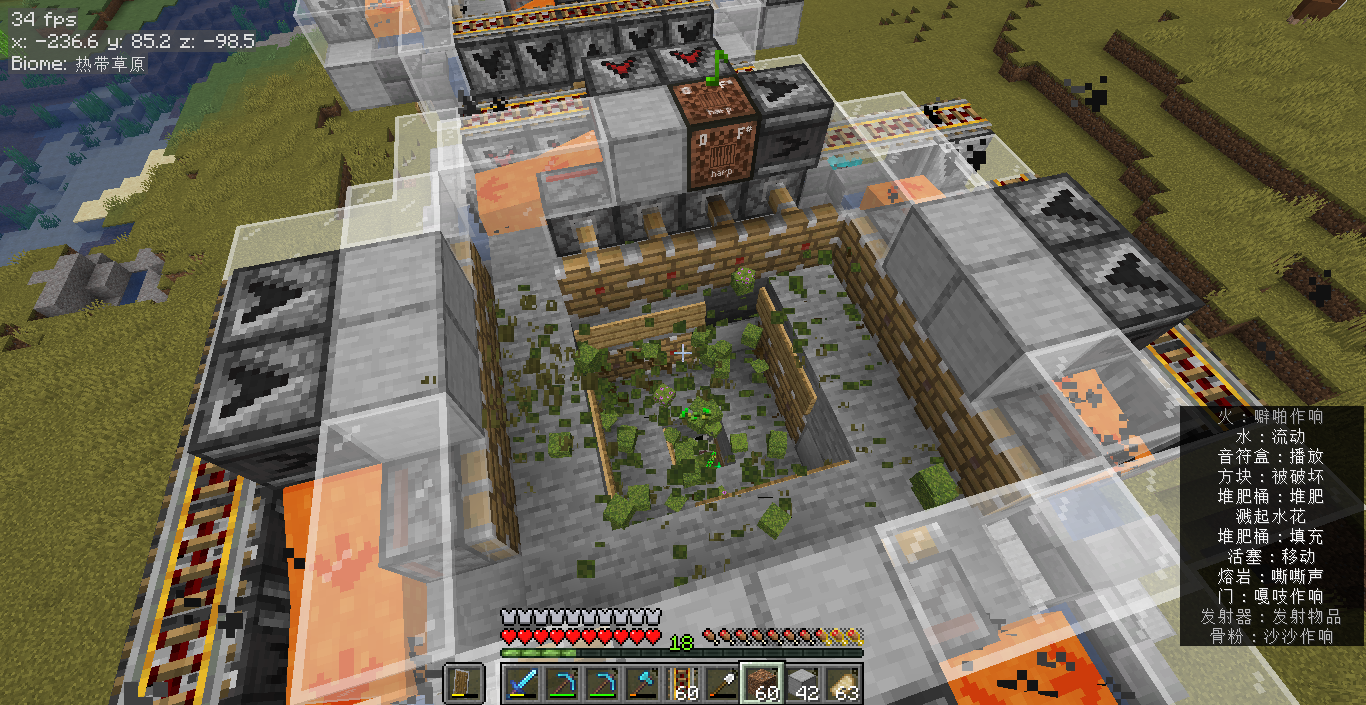 34 fps
x: -236.6 y: 85.2 z: -98.5
Biome: 热带草原
F#
harp
0 F#
harp
火：噼啪作响
水：流动
音符盒：播放
方块：被破坏
堆肥桶：堆肥
溅起水花
堆肥桶：填充
活塞：移动
熔岩：嘶嘶声
门：嘎吱作响
发射器：发射物品
骨粉：沙沙作响
18
60 60 42 63